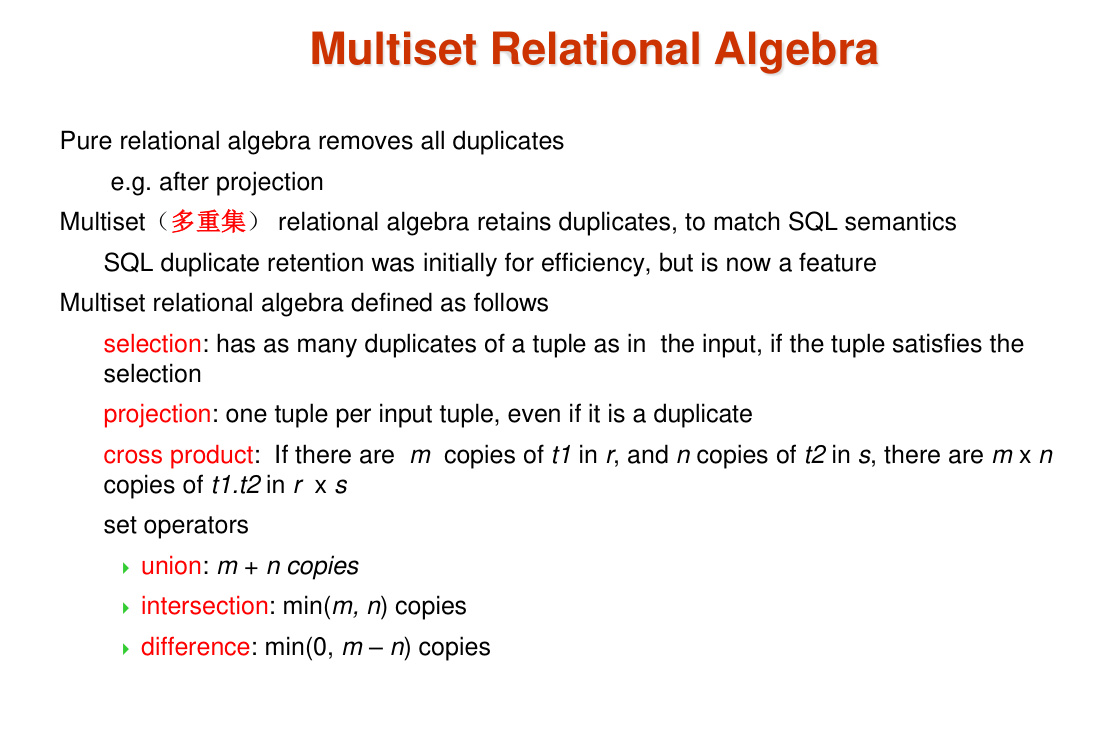 Multiset Relational Algebra
Pure relational algebra removes all duplicates
e.g. after projection
Multiset（多重集） relational algebra retains duplicates, to match SQL semantics
SQL duplicate retention was initially for efficiency, but is now a feature
Multiset relational algebra defined as follows
selection: has as many duplicates of a tuple as in the input, if the tuple satisfies the
selection
projection: one tuple per input tuple, even if it is a duplicate
cross product: If there are m copies of t1 in r, and n copies of t2 in s, there are m x n
copies of t1.t2 in r x s
set operators
union: m + n copies
intersection: min(m, n) copies
difference: min(0, m – n) copies